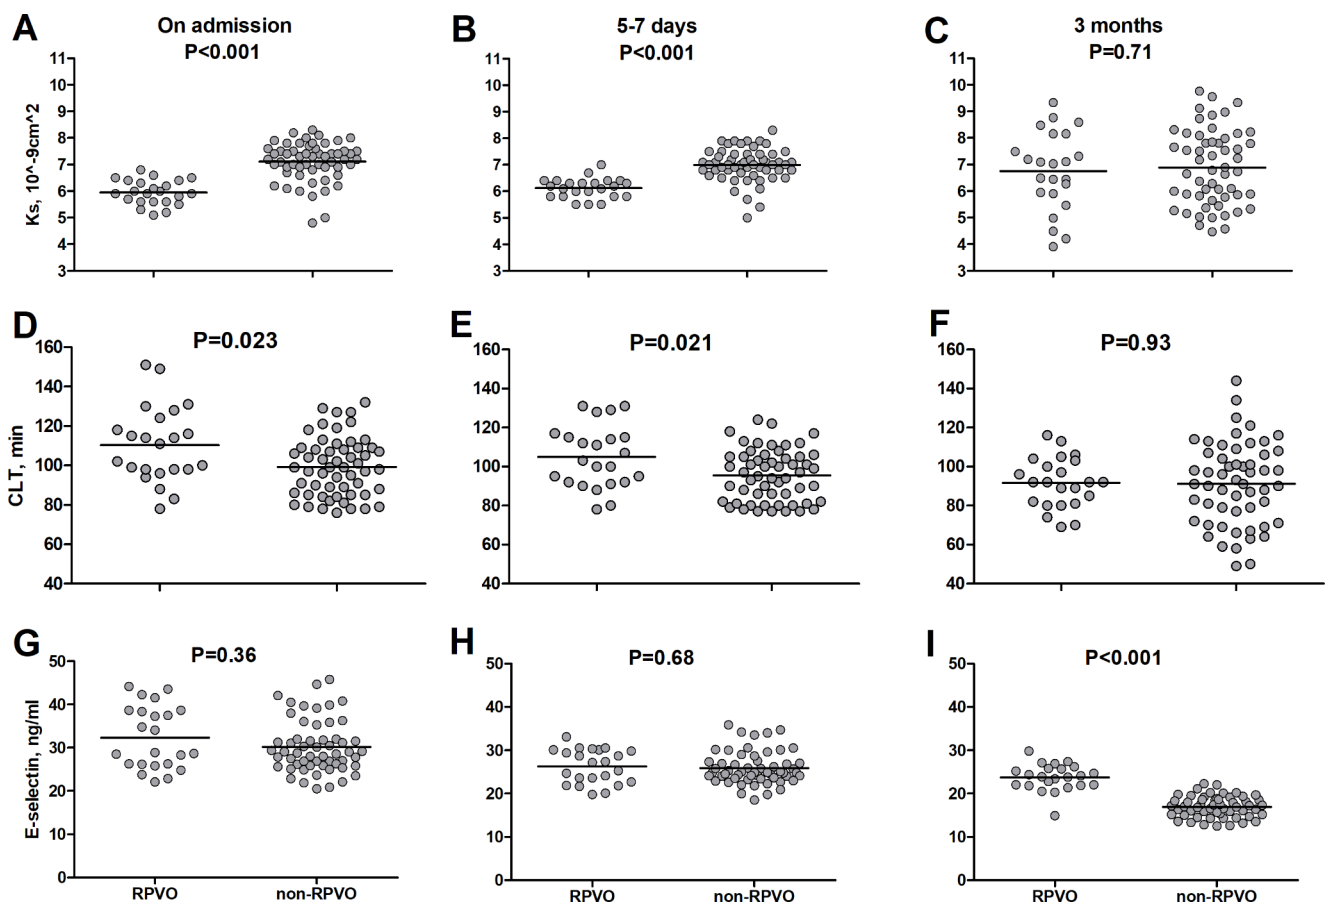 A
On admission
P<0.001
B
5-7 days
P<0.001
C
3 months
P=0.71
Ks, 10^-9cm^2
11
10
9
8
7
6
5
4
3
11
10
9
8
7
6
5
4
3
11
10
9
8
7
6
5
4
3
D
P=0.023
E
P=0.021
F
P=0.93
CLT, min
160
140
120
100
80
60
40
160
140
120
100
80
60
40
160
140
120
100
80
60
40
G
P=0.36
H
P=0.68
I
P<0.001
E-selectin, ng/ml
50
40
30
20
10
0
50
40
30
20
10
0
50
40
30
20
10
0
RPVO
non-RPVO
RPVO
non-RPVO
RPVO
non-RPVO